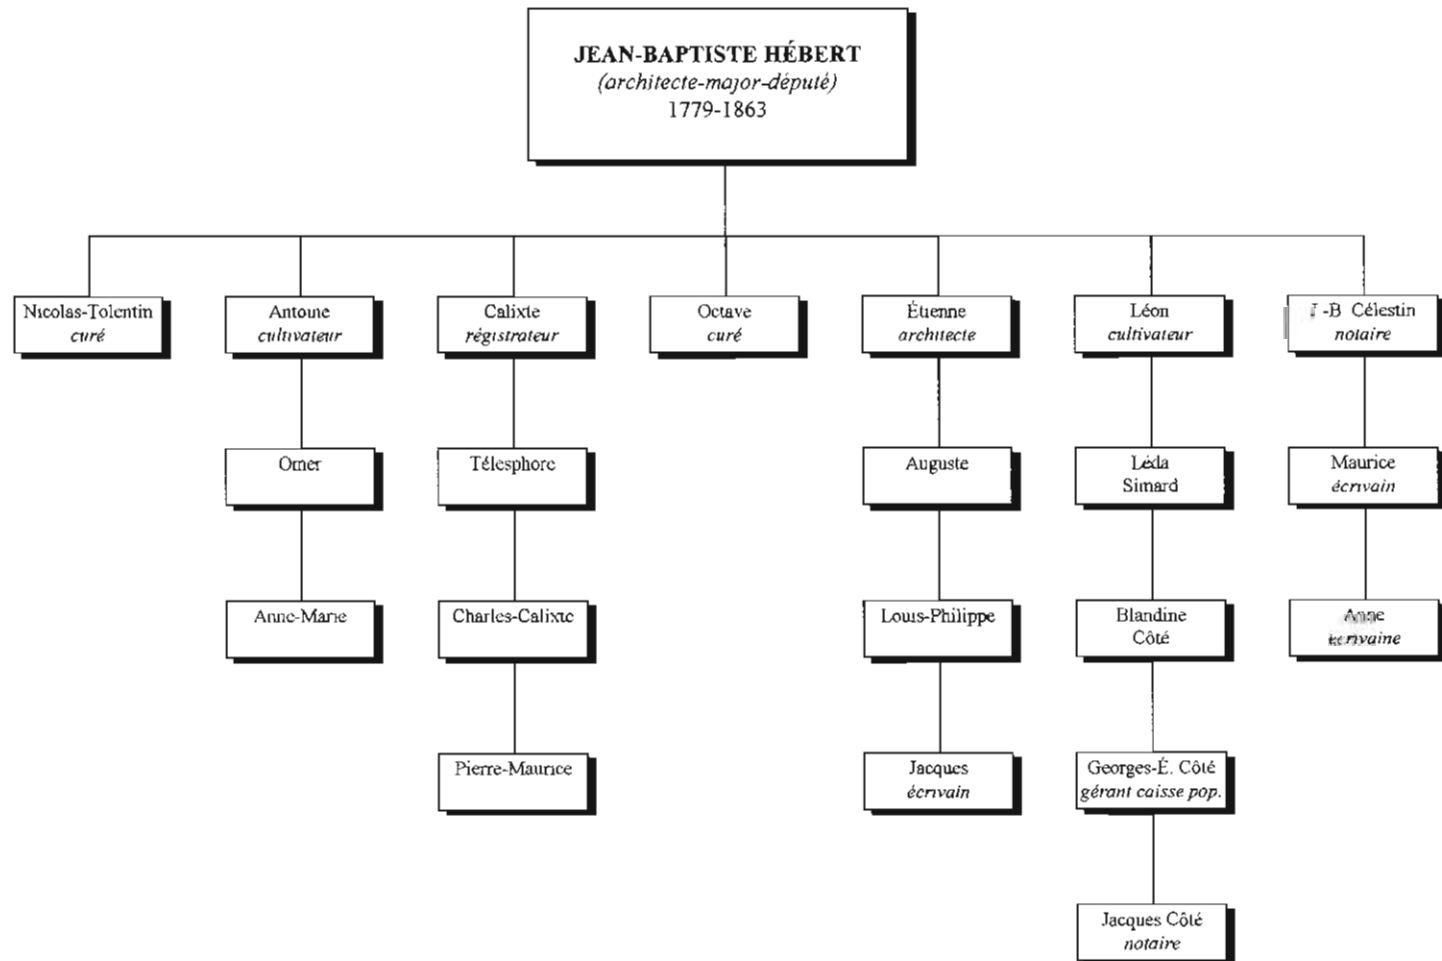 JEAN-BAPTISTE HÉBERT
(architecte-major-député)
1779-1863
Nicolas-Tolentin
curé
Antoine
cultivateur
Calixte
régistrateur
Octave
curé
Étienne
architecte
Léon
cultivateur
-B Célestin
notaire
Omer
Télesphore
Auguste
Léda
Simard
Maurice
écrivain
Anne-Marie
Charles-Calixte
Louis-Philippe
Blandine
Côté
Anne
écrivaine
Pierre-Maurice
Jacques
écrivain
Georges-É. Côté
gérant caisse pop.
Jacques Côté
notaire